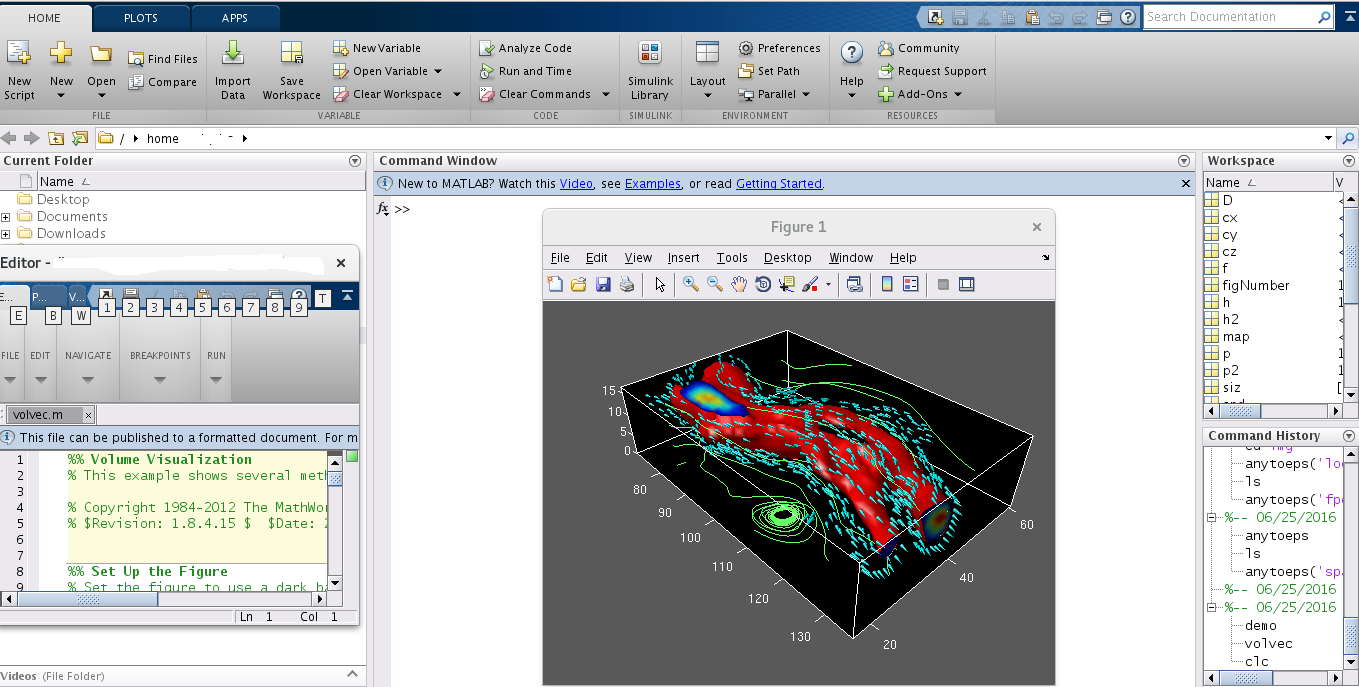 HOME PLOTS APPS Search Documentation
New Script
New
Open
Find Files
Compare
Import Data
Save Workspace
New Variable
Open Variable
Clear Workspace
Analyze Code
Run and Time
Clear Commands
Simulink Library
Layout
Preferences
Set Path
Parallel
Help
Community
Request Support
Add-Ons
FILE VARIABLE CODE SIMULINK ENVIRONMENT RESOURCES
/ home
Current Folder
Name
Desktop
Documents
Downloads
Editor -
E... P... V...
1 2 3 4 5 6 7 8 9 T
E B W
FILE EDIT NAVIGATE BREAKPOINTS RUN
volvec.m
This file can be published to a formatted document. For m
1 %% Volume Visualization
2 % This example shows several meth
3
4 % Copyright 1984-2012 The MathWor
5 % $Revision: 1.8.4.15 $ $Date: 2
6
7
8 %% Set Up the Figure
9 % Set the figure to use a dark ba
Ln 1 Col 1
Videos (File Folder)
Command Window
New to MATLAB? Watch this Video, see Examples, or read Getting Started.
fx >>
Figure 1
File Edit View Insert Tools Desktop Window Help
15
10
5
0
80
90
100
110
120
130
20
40
60
Workspace
Name V
D
cx
cy
cz
f
figNumber 1
h 1
h2
map
p 1
p2 1
siz [
Command History
anytoeps('loc
ls
anytoeps('fpc
%-- 06/25/2016
anytoeps
ls
anytoeps('spa
%-- 06/25/2016
%-- 06/25/2016
demo
volvec
clc